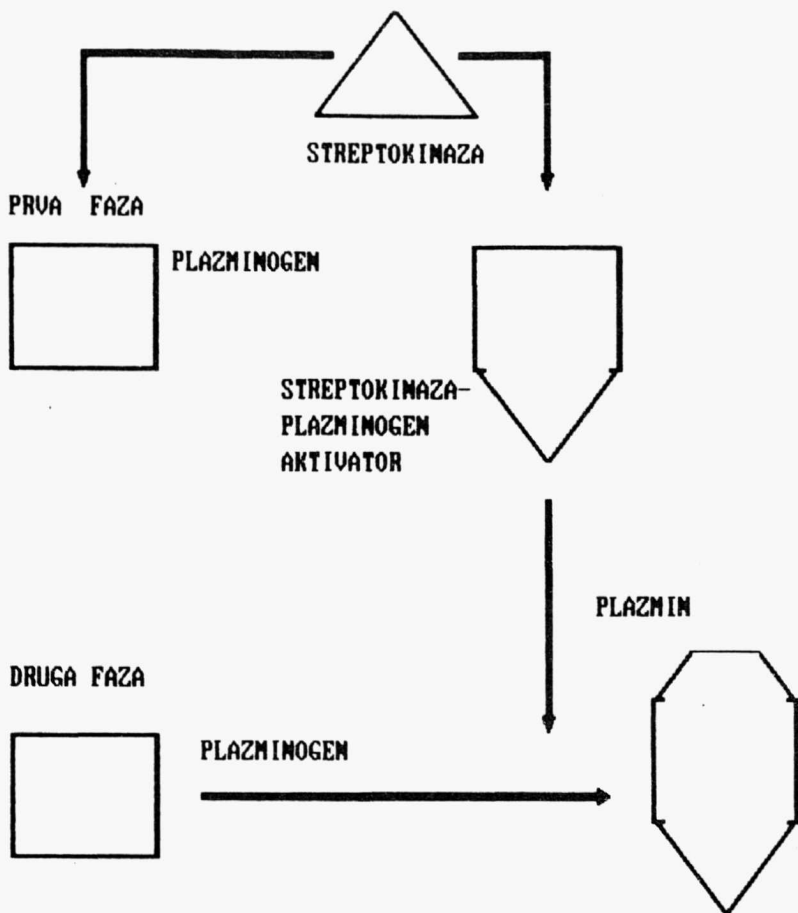 STREPTOKINAZA
PRVA FAZA
PLAZMINOGEN
STREPTOKINAZA-
PLAZMINOGEN
AKTIVATOR
PLAZMIN
DRUGA FAZA
PLAZMINOGEN